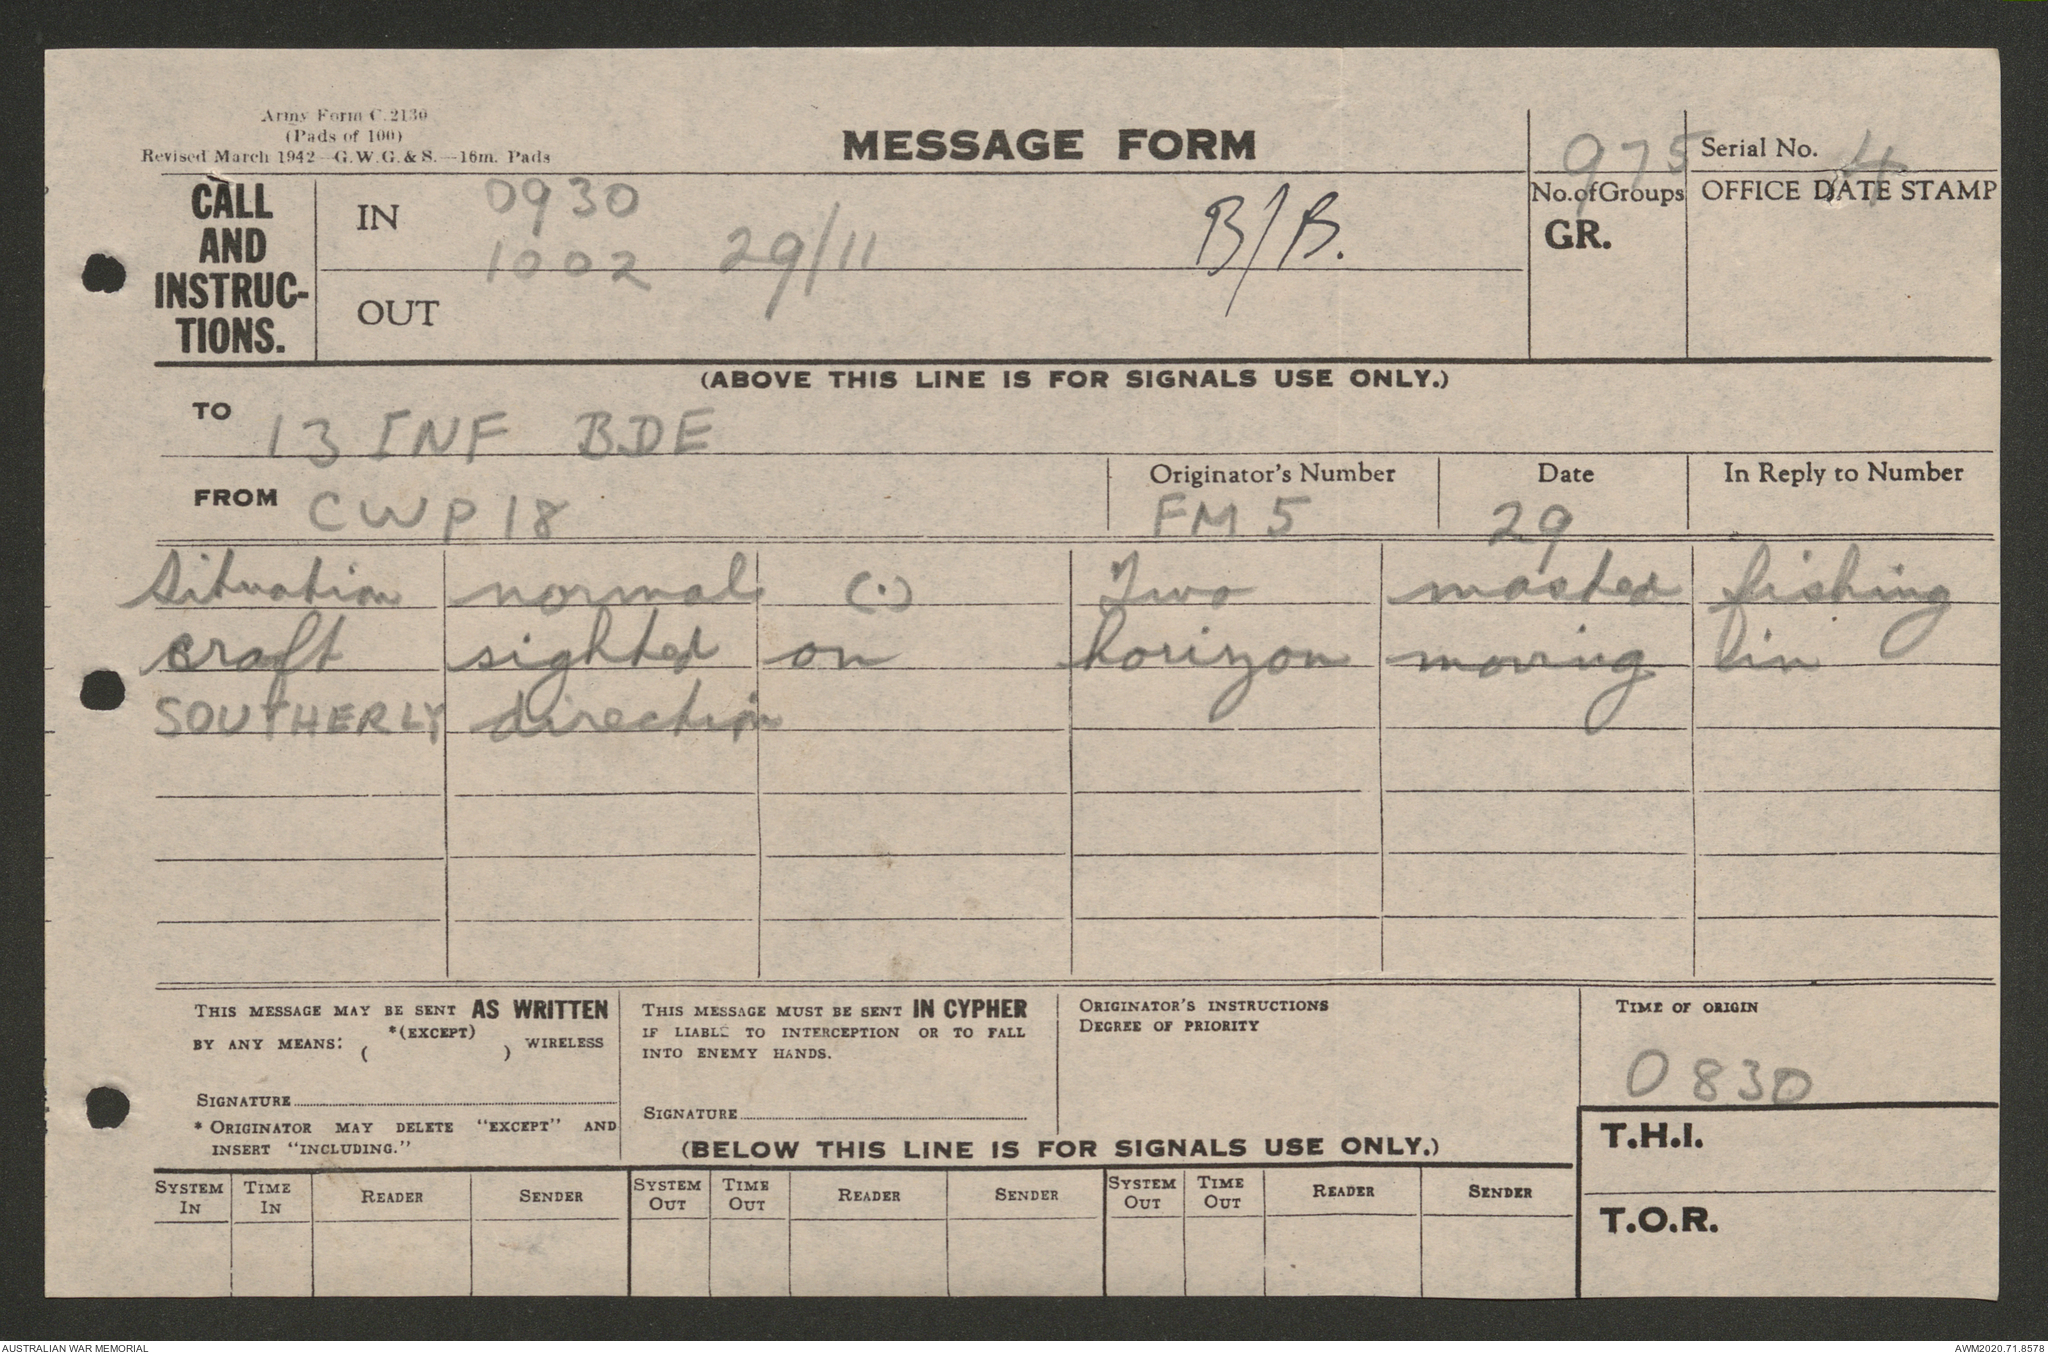 Army Form C.2130
(Pads of 100)
Revised March 1942—G.W.G.&S.—16m. Pads
MESSAGE FORM
975
Serial No. 4
CALL AND INSTRUC-TIONS.
IN 0930
1002 29/11
B/B.
OUT
No. of Groups
GR.
OFFICE DATE STAMP
(ABOVE THIS LINE IS FOR SIGNALS USE ONLY.)
TO 13 INF BDE
FROM CWP 18
Originator's Number
FM 5
Date
29
In Reply to Number
Situation normal (.) Two masted fishing
craft sighted on horizon moving in
SOUTHERLY direction
THIS MESSAGE MAY BE SENT AS WRITTEN
BY ANY MEANS: *(EXCEPT) ( ) WIRELESS
SIGNATURE
* ORIGINATOR MAY DELETE "EXCEPT" AND
INSERT "INCLUDING."
THIS MESSAGE MUST BE SENT IN CYPHER
IF LIABLE TO INTERCEPTION OR TO FALL
INTO ENEMY HANDS.
SIGNATURE
ORIGINATOR'S INSTRUCTIONS
DEGREE OF PRIORITY
TIME OF ORIGIN
0830
(BELOW THIS LINE IS FOR SIGNALS USE ONLY.)
T.H.I.
T.O.R.
SYSTEM IN TIME IN READER SENDER SYSTEM OUT TIME OUT READER SENDER SYSTEM OUT TIME OUT READER SENDER
AUSTRALIAN WAR MEMORIAL
AWM2020.71.8578